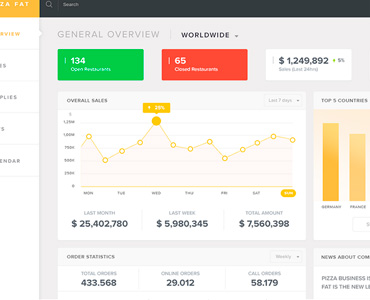 ZA FAT
Search
GENERAL OVERVIEW
WORLDWIDE
134
Open Restaurants
65
Closed Restaurants
$ 1,249,892
5%
Sales (Last 24hrs)
ERVIEW
ES
PLIES
S
ENDAR
OVERALL SALES
Last 7 days
TOP 5 COUNTRIES
25%
$
1,25M
1,00M
750K
500K
250K
0
MON
TUE
WED
THU
FRI
SAT
SUN
GERMANY
FRANCE
LAST MONTH
LAST WEEK
TOTAL AMOUNT
$ 25,402,780
$ 5,980,345
$ 7,560,398
S
ORDER STATISTICS
Weekly
NEWS ABOUT COM
TOTAL ORDERS
ONLINE ORDERS
CALL ORDERS
433.568
29.012
58.179
PIZZA BUSINESS IS
FAT IS THE NEW LE